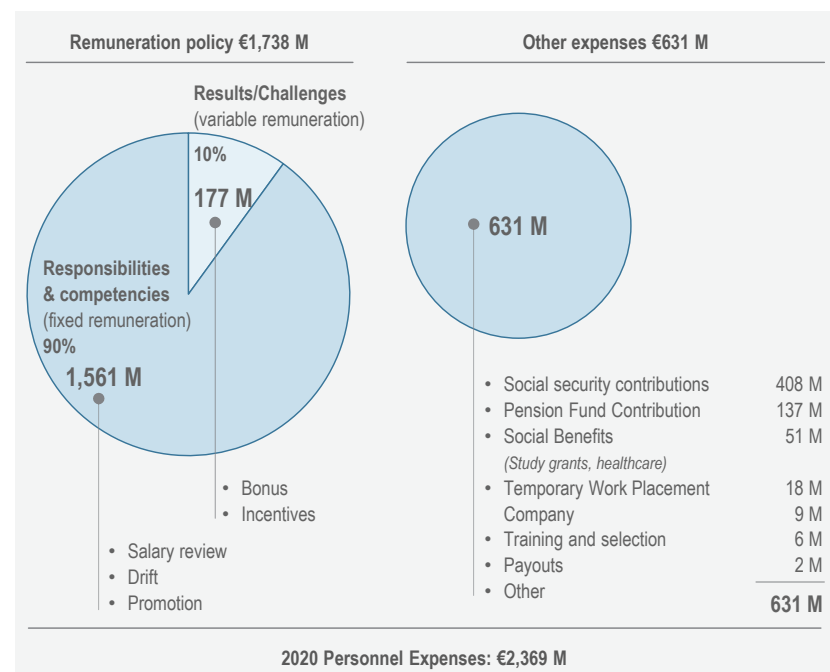 Remuneration policy €1,738 M
Results/Challenges
(variable remuneration)
10%
177 M
Responsibilities
& competencies
(fixed remuneration)
90%
1,561 M
• Bonus
• Incentives
• Salary review
• Drift
• Promotion
Other expenses €631 M
631 M
• Social security contributions 408 M
• Pension Fund Contribution 137 M
• Social Benefits 51 M
(Study grants, healthcare)
• Temporary Work Placement 18 M
Company 9 M
• Training and selection 6 M
• Payouts 2 M
• Other
631 M
2020 Personnel Expenses: €2,369 M